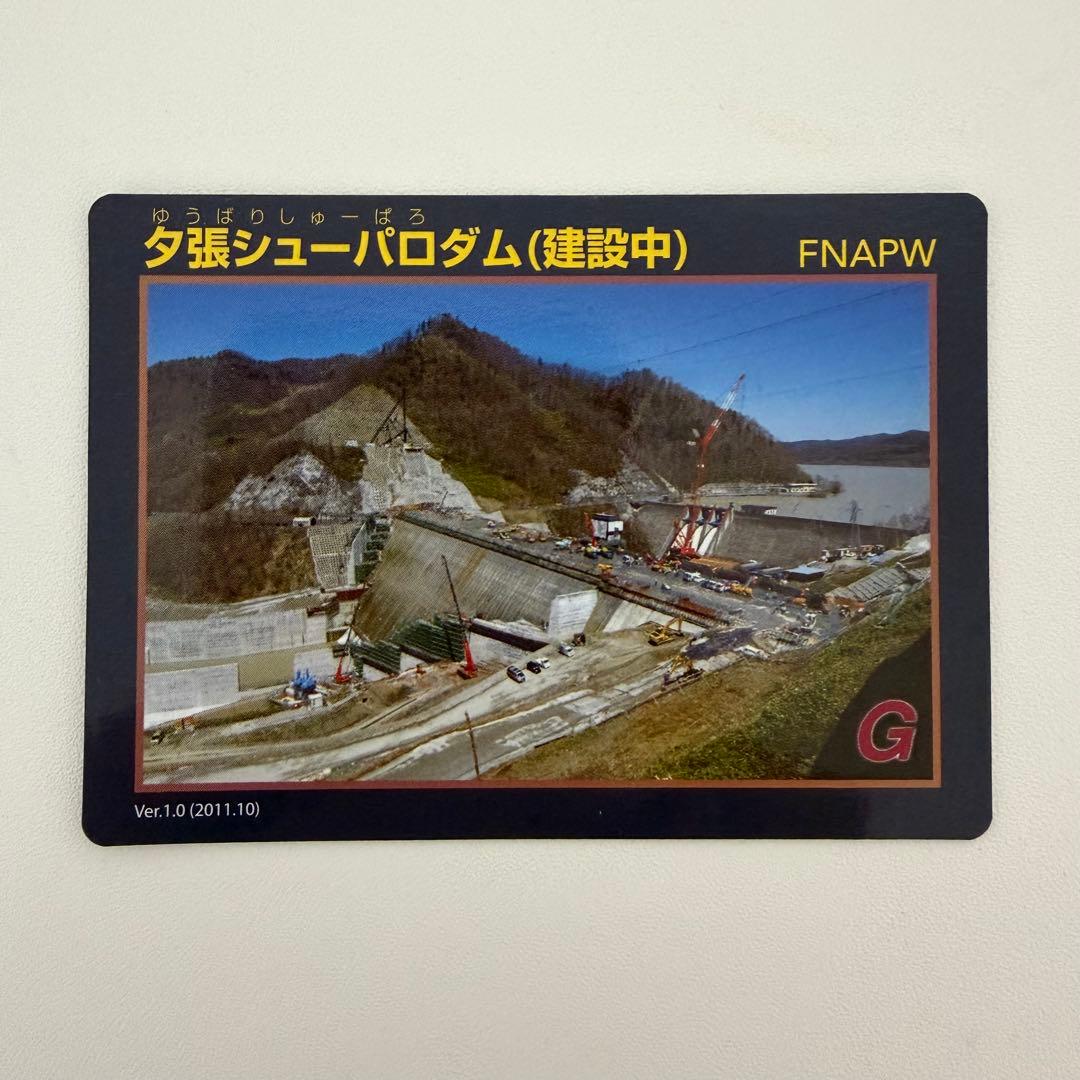 ゆうばりしゅーぱろ
夕張シューパロダム(建設中)
FNAPW
G
Ver.1.0 (2011.10)